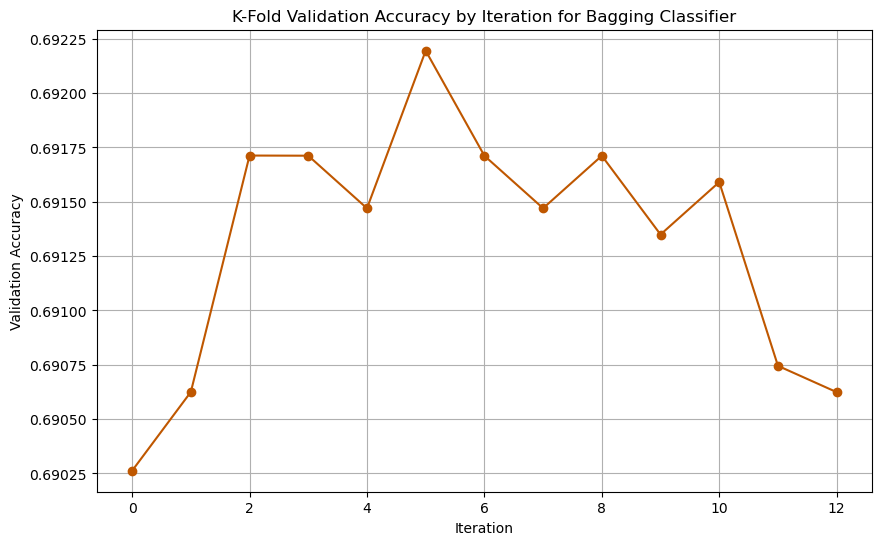 K-Fold Validation Accuracy by Iteration for Bagging Classifier
0.69225
0.69200
0.69175
0.69150
0.69125
0.69100
0.69075
0.69050
0.69025
Validation Accuracy
0 2 4 6 8 10 12
Iteration